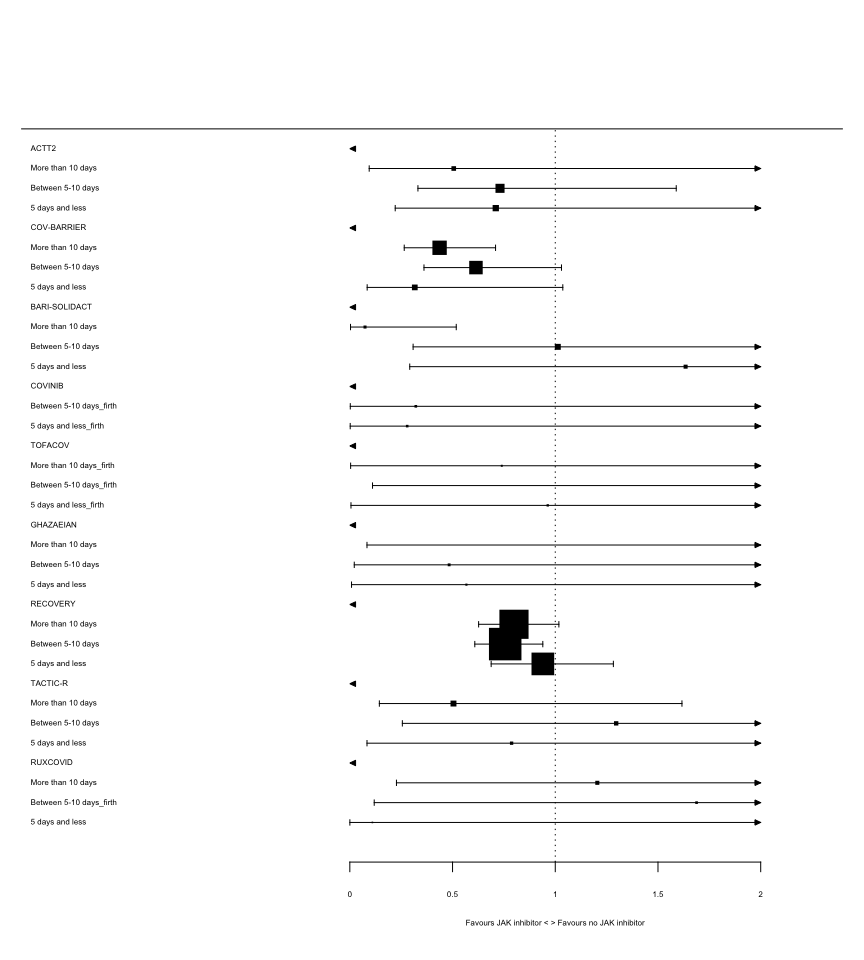 ACTT2
More than 10 days
Between 5-10 days
5 days and less
COV-BARRIER
More than 10 days
Between 5-10 days
5 days and less
BARI-SOLIDACT
More than 10 days
Between 5-10 days
5 days and less
COVINIB
Between 5-10 days_firth
5 days and less_firth
TOFACOV
More than 10 days_firth
Between 5-10 days_firth
5 days and less_firth
GHAZAEIAN
More than 10 days
Between 5-10 days
5 days and less
RECOVERY
More than 10 days
Between 5-10 days
5 days and less
TACTIC-R
More than 10 days
Between 5-10 days
5 days and less
RUXCOVID
More than 10 days
Between 5-10 days_firth
5 days and less
0 0.5 1 1.5 2
Favours JAK inhibitor < > Favours no JAK inhibitor